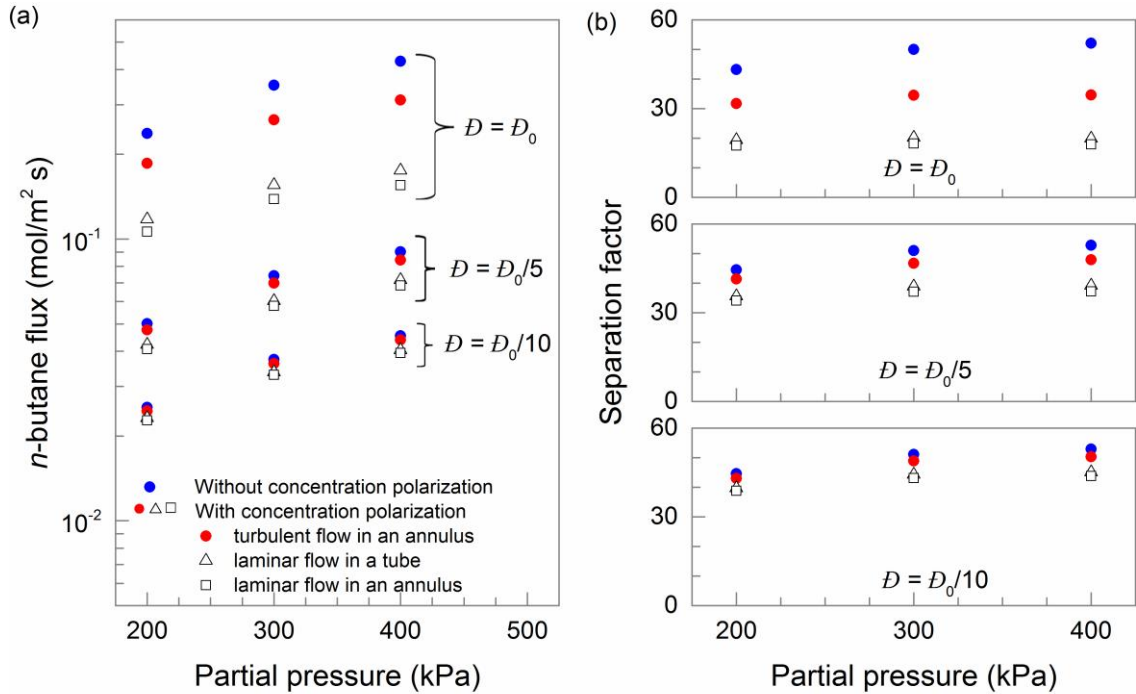 (a)
n-butane flux (mol/m² s)
10⁻¹
10⁻²
Đ = Đ₀
Đ = Đ₀/5
Đ = Đ₀/10
Without concentration polarization
With concentration polarization
turbulent flow in an annulus
laminar flow in a tube
laminar flow in an annulus
200 300 400 500
Partial pressure (kPa)
(b)
Separation factor
60
30
0
Đ = Đ₀
60
30
0
Đ = Đ₀/5
60
30
0
Đ = Đ₀/10
200 300 400
Partial pressure (kPa)